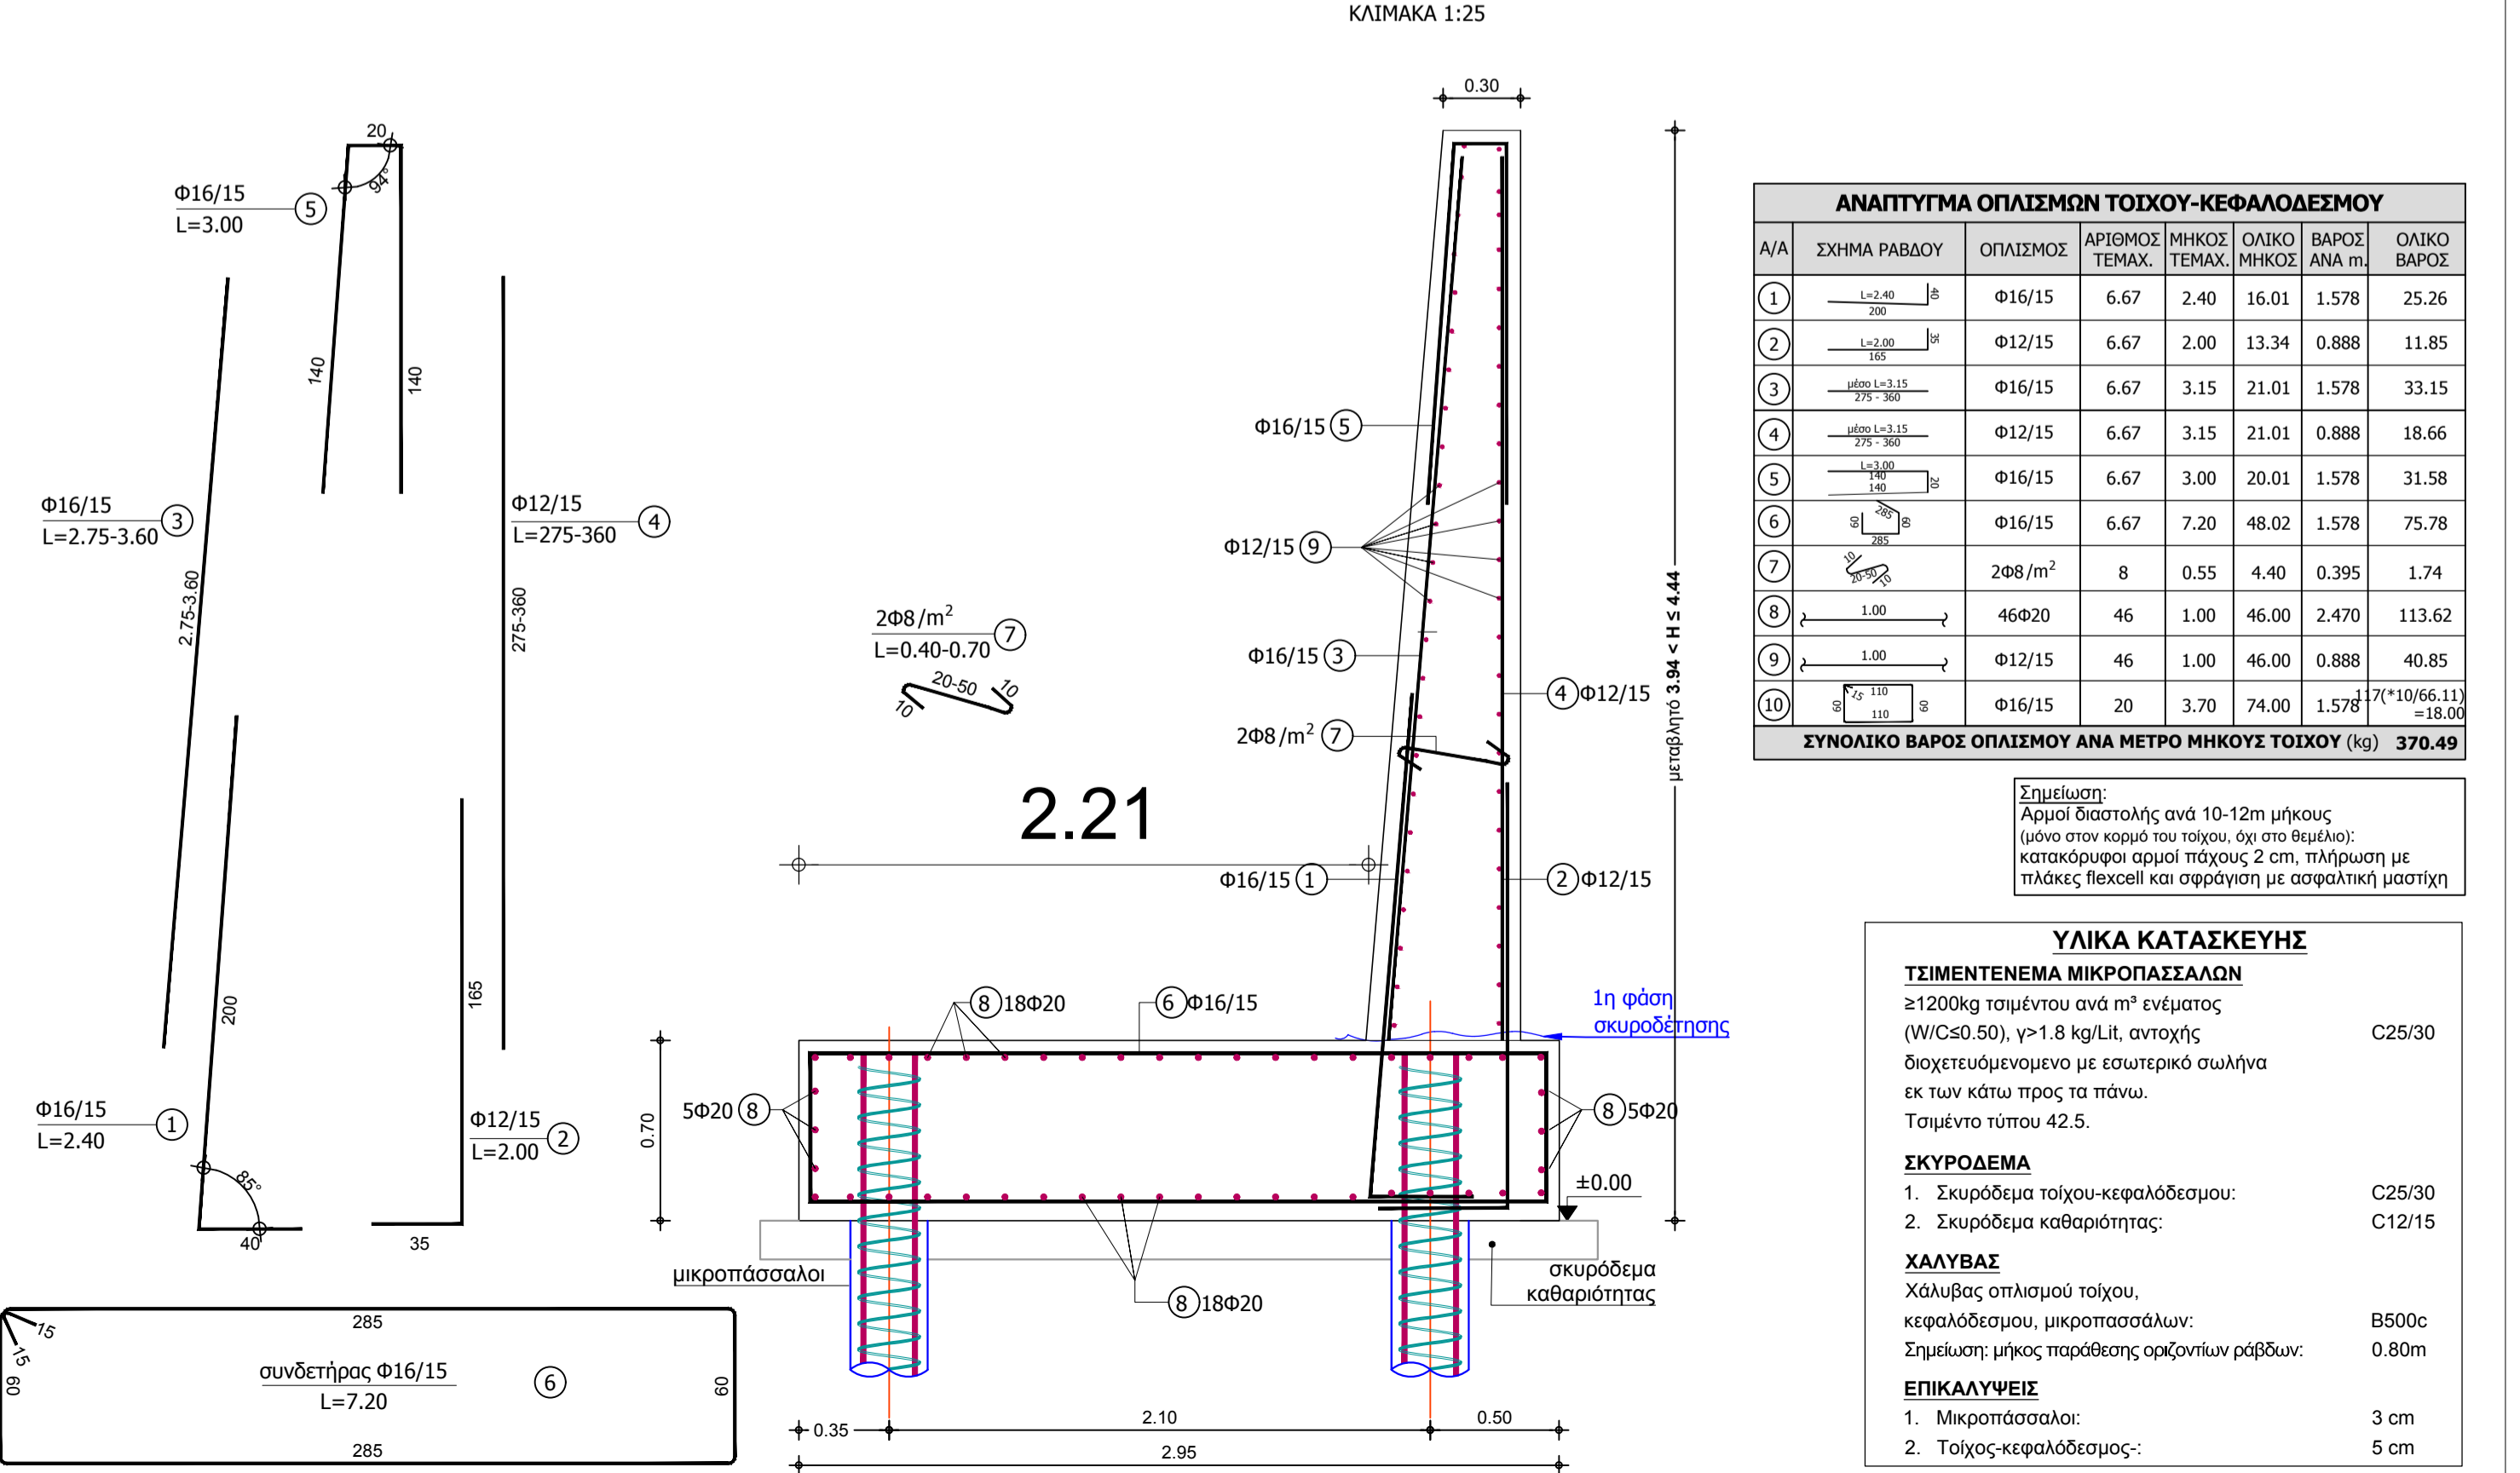 ΚΛΙΜΑΚΑ 1:25
20
94°
Φ16/15
L=3.00
5
140
140
Φ16/15
L=2.75-3.60
3
2.75-3.60
Φ12/15
L=275-360
4
275-360
200
165
Φ16/15
L=2.40
1
85°
40
Φ12/15
L=2.00
2
35
285
15
15
60
60
συνδετήρας Φ16/15
L=7.20
6
285
2Φ8/m²
L=0.40-0.70
7
20-50
10
10
2.21
0.30
Φ16/15 5
Φ12/15 9
Φ16/15 3
4 Φ12/15
2Φ8/m² 7
Φ16/15 1
2 Φ12/15
μεταβλητό 3.94 < H ≤ 4.44
8 18Φ20
6 Φ16/15
1η φάση
σκυροδέτησης
0.70
5Φ20 8
8 5Φ20
±0.00
μικροπάσσαλοι
8 18Φ20
σκυρόδεμα
καθαριότητας
0.35
2.10
0.50
2.95
ΑΝΑΠΤΥΓΜΑ ΟΠΛΙΣΜΩΝ ΤΟΙΧΟΥ-ΚΕΦΑΛΟΔΕΣΜΟΥ
Α/Α ΣΧΗΜΑ ΡΑΒΔΟΥ ΟΠΛΙΣΜΟΣ ΑΡΙΘΜΟΣ ΤΕΜΑΧ. ΜΗΚΟΣ ΤΕΜΑΧ. ΟΛΙΚΟ ΜΗΚΟΣ ΒΑΡΟΣ ΑΝΑ m. ΟΛΙΚΟ ΒΑΡΟΣ
1 L=2.40 200 40 Φ16/15 6.67 2.40 16.01 1.578 25.26
2 L=2.00 165 35 Φ12/15 6.67 2.00 13.34 0.888 11.85
3 μέσο L=3.15 275 - 360 Φ16/15 6.67 3.15 21.01 1.578 33.15
4 μέσο L=3.15 275 - 360 Φ12/15 6.67 3.15 21.01 0.888 18.66
5 L=3.00 140 140 20 Φ16/15 6.67 3.00 20.01 1.578 31.58
6 60 285 60 285 Φ16/15 6.67 7.20 48.02 1.578 75.78
7 10 20-50 10 2Φ8/m² 8 0.55 4.40 0.395 1.74
8 1.00 46Φ20 46 1.00 46.00 2.470 113.62
9 1.00 Φ12/15 46 1.00 46.00 0.888 40.85
10 60 15 110 110 60 Φ16/15 20 3.70 74.00 1.578 117(*10/66.11) =18.00
ΣΥΝΟΛΙΚΟ ΒΑΡΟΣ ΟΠΛΙΣΜΟΥ ΑΝΑ ΜΕΤΡΟ ΜΗΚΟΥΣ ΤΟΙΧΟΥ (kg) 370.49
Σημείωση:
Αρμοί διαστολής ανά 10-12m μήκους
(μόνο στον κορμό του τοίχου, όχι στο θεμέλιο):
κατακόρυφοι αρμοί πάχους 2 cm, πλήρωση με
πλάκες flexcell και σφράγιση με ασφαλτική μαστίχη
ΥΛΙΚΑ ΚΑΤΑΣΚΕΥΗΣ
ΤΣΙΜΕΝΤΕΝΕΜΑ ΜΙΚΡΟΠΑΣΣΑΛΩΝ
≥1200kg τσιμέντου ανά m³ ενέματος
(W/C≤0.50), γ>1.8 kg/Lit, αντοχής C25/30
διοχετευόμενομενο με εσωτερικό σωλήνα
εκ των κάτω προς τα πάνω.
Τσιμέντο τύπου 42.5.
ΣΚΥΡΟΔΕΜΑ
1. Σκυρόδεμα τοίχου-κεφαλόδεσμου: C25/30
2. Σκυρόδεμα καθαριότητας: C12/15
ΧΑΛΥΒΑΣ
Χάλυβας οπλισμού τοίχου,
κεφαλόδεσμου, μικροπασσάλων: B500c
Σημείωση: μήκος παράθεσης οριζοντίων ράβδων: 0.80m
ΕΠΙΚΑΛΥΨΕΙΣ
1. Μικροπάσσαλοι: 3 cm
2. Τοίχος-κεφαλόδεσμος-: 5 cm